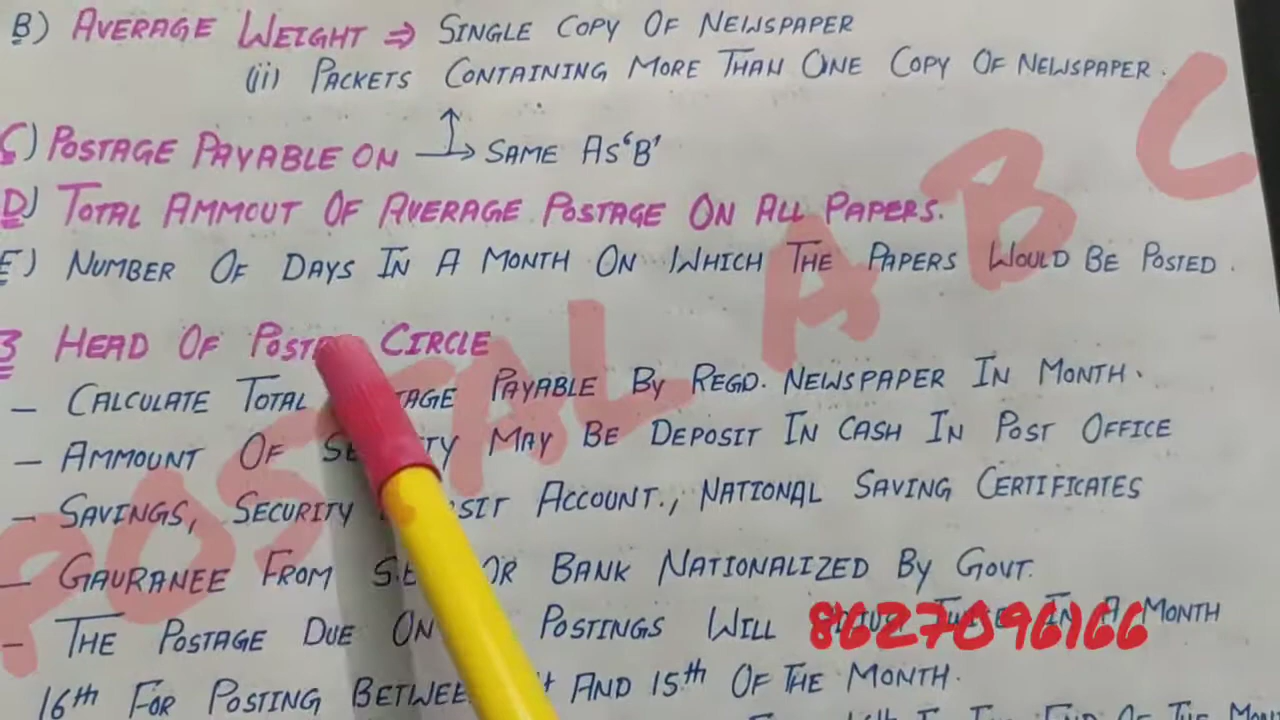 B) AVERAGE WEIGHT ⇒ SINGLE COPY OF NEWSPAPER
(ii) PACKETS CONTAINING MORE THAN ONE COPY OF NEWSPAPER.
C) POSTAGE PAYABLE ON → SAME AS 'B'
D) TOTAL AMMOUT OF AVERAGE POSTAGE ON ALL PAPERS.
E) NUMBER OF DAYS IN A MONTH ON WHICH THE PAPERS WOULD BE POSTED.
3 HEAD OF CIRCLE
- CALCULATE TOTAL PAYABLE BY REGD. NEWSPAPER IN MONTH.
- AMMOUNT OF MAY BE DEPOSIT IN CASH IN POST OFFICE
- SAVINGS, SECURITY ACCOUNT., NATIONAL SAVING CERTIFICATES
- GAURANEE FROM OR BANK NATIONALIZED BY GOVT.
- THE POSTAGE DUE ON POSTINGS WILL IN A MONTH
16th FOR POSTING AND 15th OF THE MONTH.
POSTAL ABC
8627096166